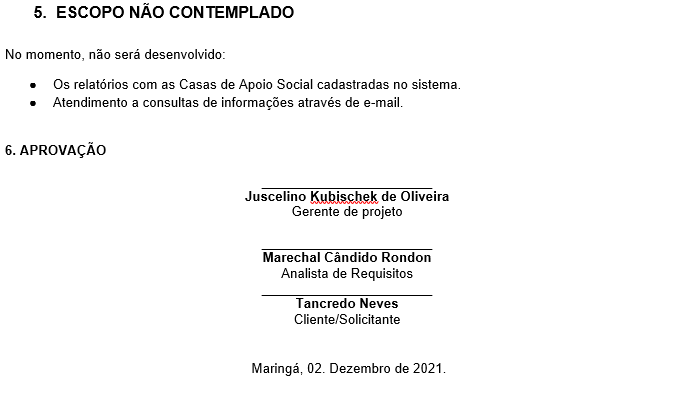 5. ESCOPO NÃO CONTEMPLADO
No momento, não será desenvolvido:
● Os relatórios com as Casas de Apoio Social cadastradas no sistema.
● Atendimento a consultas de informações através de e-mail.
6. APROVAÇÃO
Juscelino Kubischek de Oliveira
Gerente de projeto
Marechal Cândido Rondon
Analista de Requisitos
Tancredo Neves
Cliente/Solicitante
Maringá, 02. Dezembro de 2021.